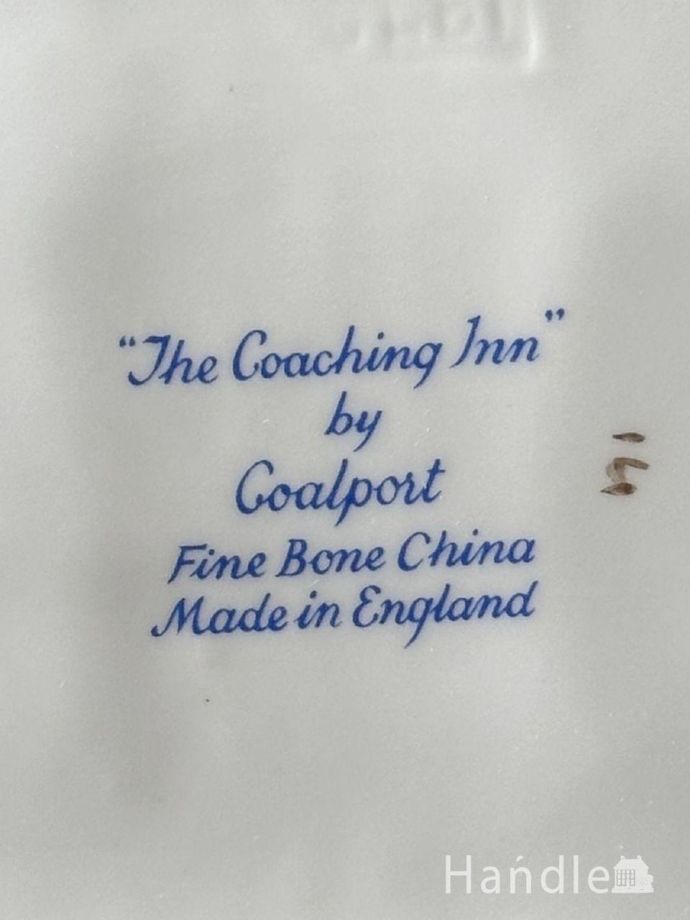 "The Coaching Inn"
by
Coalport
Fine Bone China
Made in England
Handle